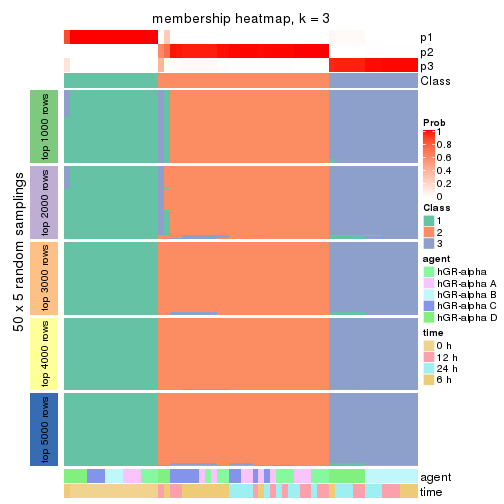 membership heatmap, k = 3
p1
p2
p3
Class
50 x 5 random samplings
top 1000 rows
top 2000 rows
top 3000 rows
top 4000 rows
top 5000 rows
agent
time
Prob
1
0.8
0.6
0.4
0.2
0
Class
1
2
3
agent
hGR-alpha
hGR-alpha A
hGR-alpha B
hGR-alpha C
hGR-alpha D
time
0 h
12 h
24 h
6 h